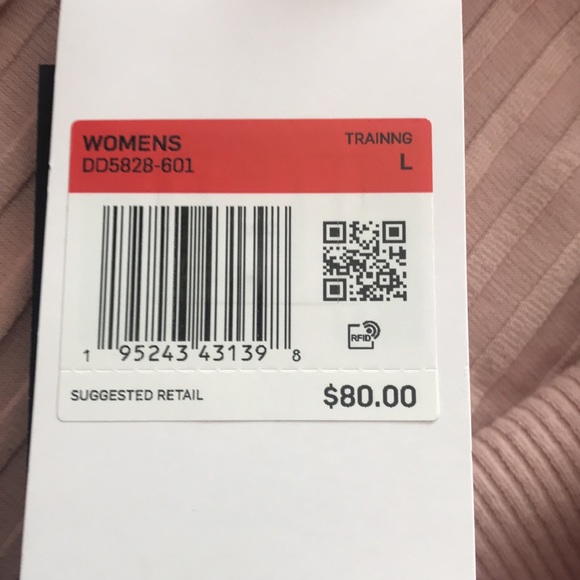 WOMENS
DD5828-601
TRAINNG
L
1 95243 43139 8
RFID
SUGGESTED RETAIL
$80.00